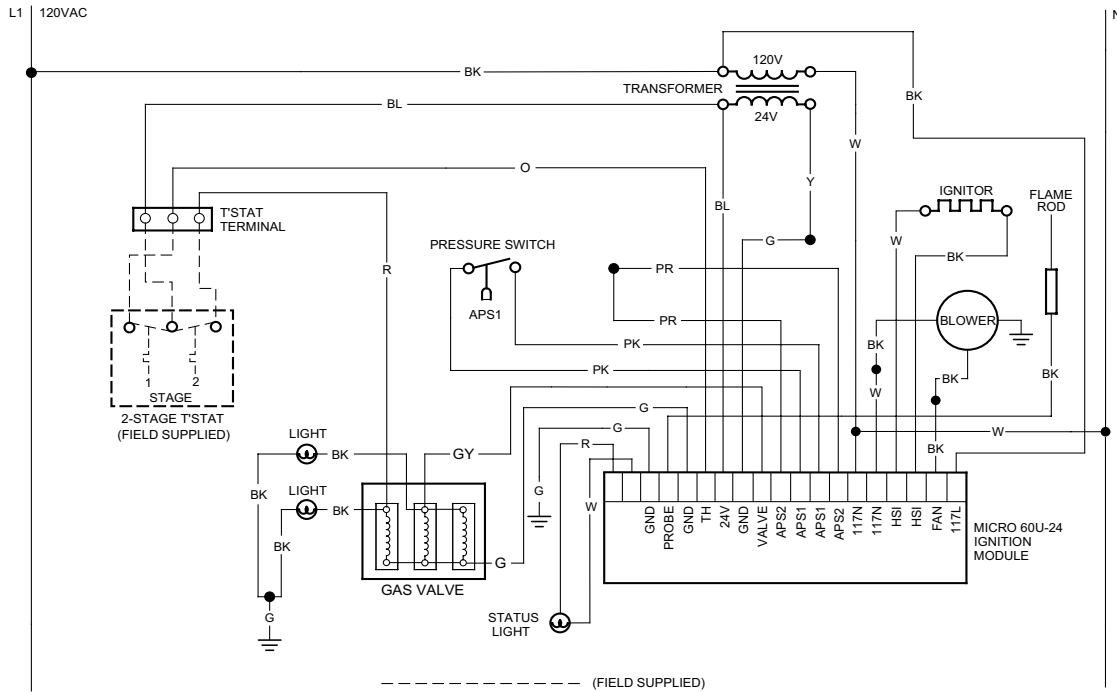 L1 120VAC N
120V
BK
TRANSFORMER
BL
24V
BK
W
O
Y
BL
IGNITOR
FLAME
ROD
T'STAT
TERMINAL
W
G
PRESSURE SWITCH
BK
R
PR
APS1
PR
BLOWER
PK
BK
BK
PK
BK
W
1 2
STAGE
2-STAGE T'STAT
(FIELD SUPPLIED)
G
G
R
W
BK
LIGHT
BK
GY
LIGHT
BK
BK
BK
G
W
GND
PROBE
GND
TH
24V
GND
VALVE
APS2
APS1
APS1
APS2
117N
117N
HSI
HSI
FAN
117L
MICRO 60U-24
IGNITION
MODULE
G
GAS VALVE
G
STATUS
LIGHT
(FIELD SUPPLIED)